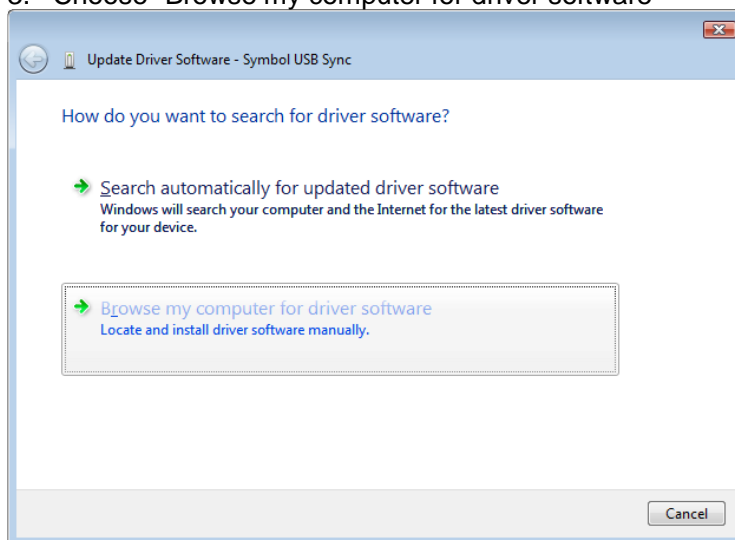 Choose "Browse my computer for driver software"
Update Driver Software - Symbol USB Sync
How do you want to search for driver software?
Search automatically for updated driver software
Windows will search your computer and the Internet for the latest driver software
for your device.
Browse my computer for driver software
Locate and install driver software manually.
Cancel